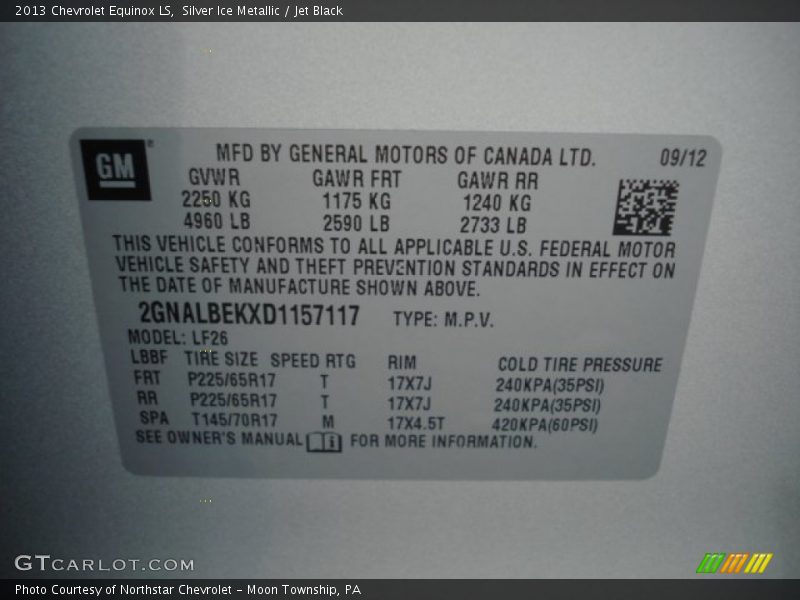 2013 Chevrolet Equinox LS,  Silver Ice Metallic / Jet Black
GM
MFD BY GENERAL MOTORS OF CANADA LTD. 09/12
GVWR GAWR FRT GAWR RR
2250 KG 1175 KG 1240 KG
4960 LB 2590 LB 2733 LB
THIS VEHICLE CONFORMS TO ALL APPLICABLE U.S. FEDERAL MOTOR
VEHICLE SAFETY AND THEFT PREVENTION STANDARDS IN EFFECT ON
THE DATE OF MANUFACTURE SHOWN ABOVE.
2GNALBEKXD1157117 TYPE: M.P.V.
MODEL: LF26
LBBF TIRE SIZE SPEED RTG RIM COLD TIRE PRESSURE
FRT P225/65R17 T 17X7J 240KPA(35PSI)
RR P225/65R17 T 17X7J 240KPA(35PSI)
SPA T145/70R17 M 17X4.5T 420KPA(60PSI)
SEE OWNER'S MANUAL FOR MORE INFORMATION.
GTCARLOT.COM
Photo Courtesy of Northstar Chevrolet - Moon Township, PA